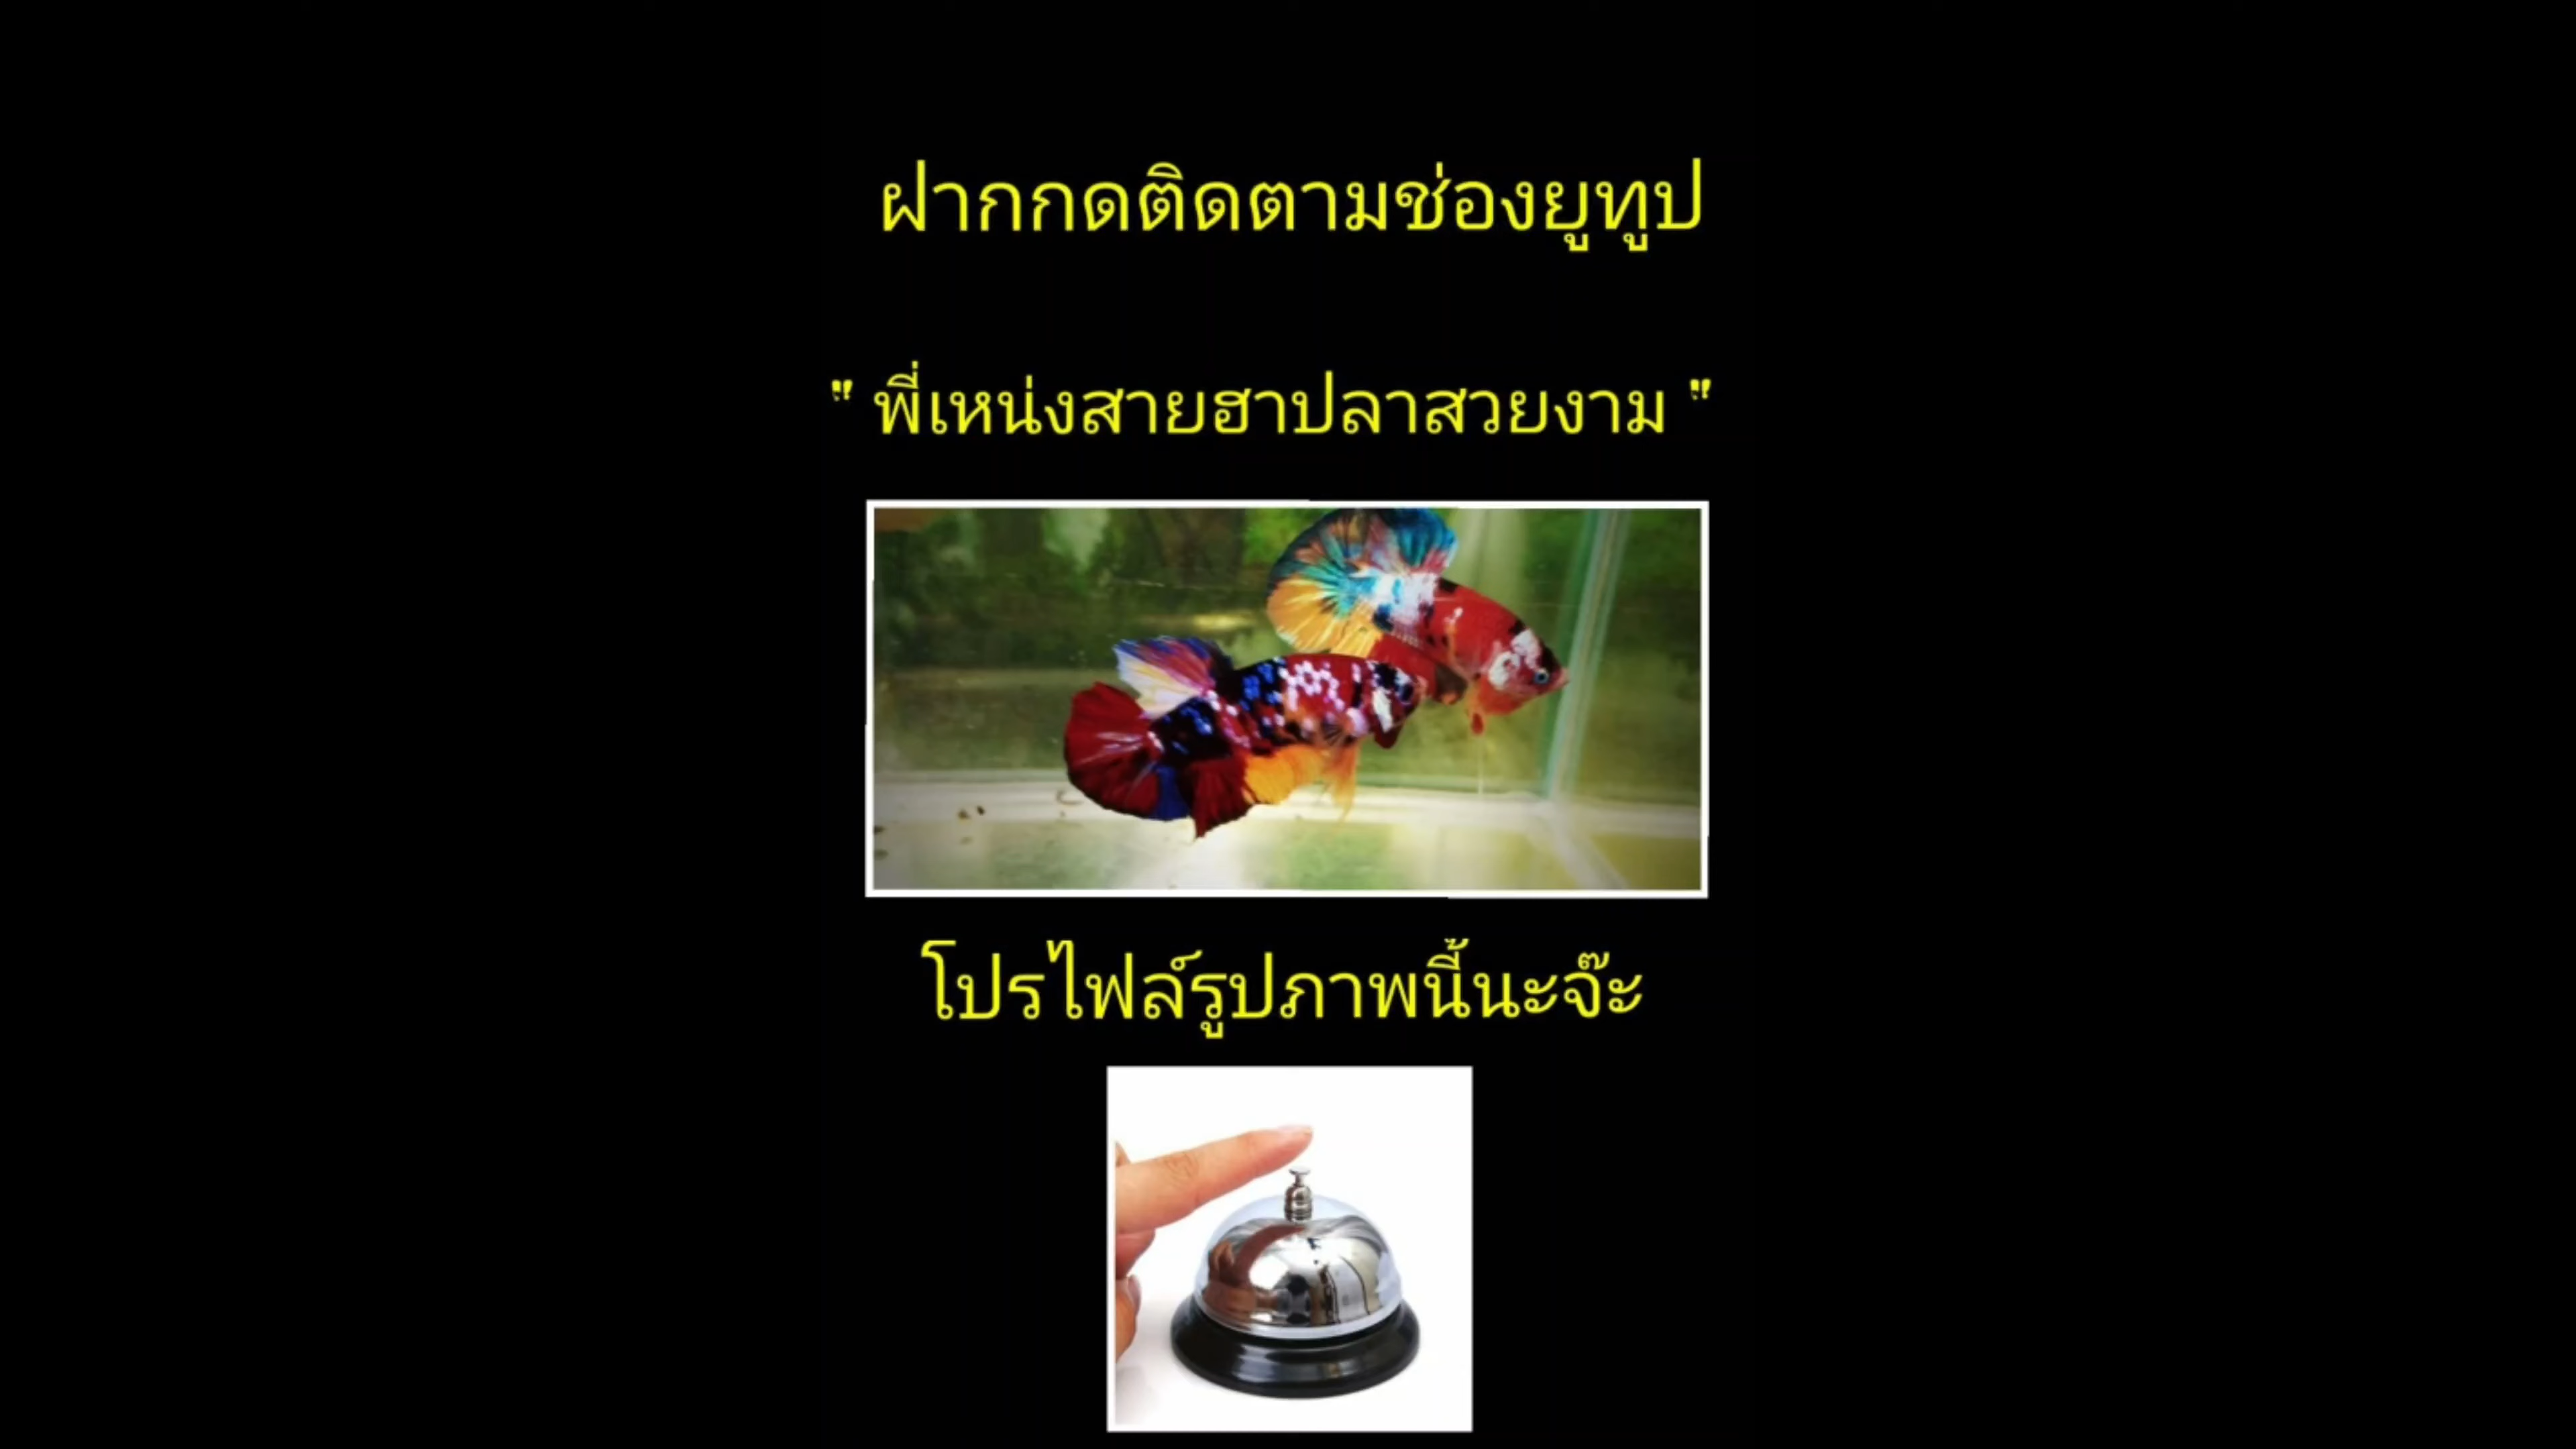 ฝากกดติดตามช่องยูทูป
" พี่เหน่งสายฮาปลาสวยงาม "
โปรไฟล์รูปภาพนี้นะจ๊ะ